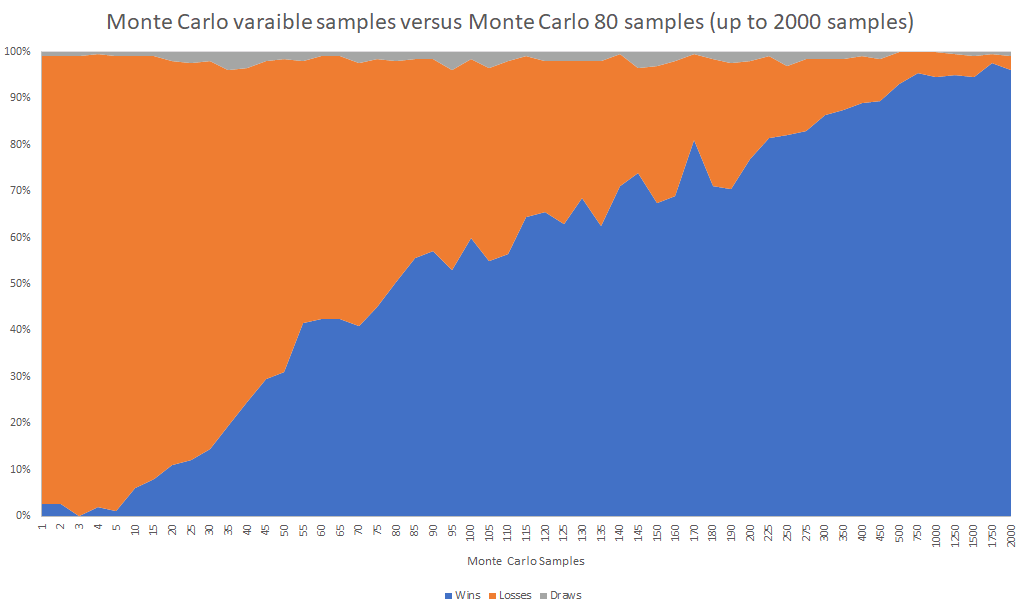 Monte Carlo varaible samples versus Monte Carlo 80 samples (up to 2000 samples)
100%
90%
80%
70%
60%
50%
40%
30%
20%
10%
0%
1 2 3 4 5 10 15 20 25 30 35 40 45 50 55 60 65 70 75 80 85 90 95 100 105 110 115 120 125 130 135 140 145 150 160 170 180 190 200 225 250 275 300 350 400 450 500 750 1000 1250 1500 1750 2000
Monte Carlo Samples
Wins Losses Draws